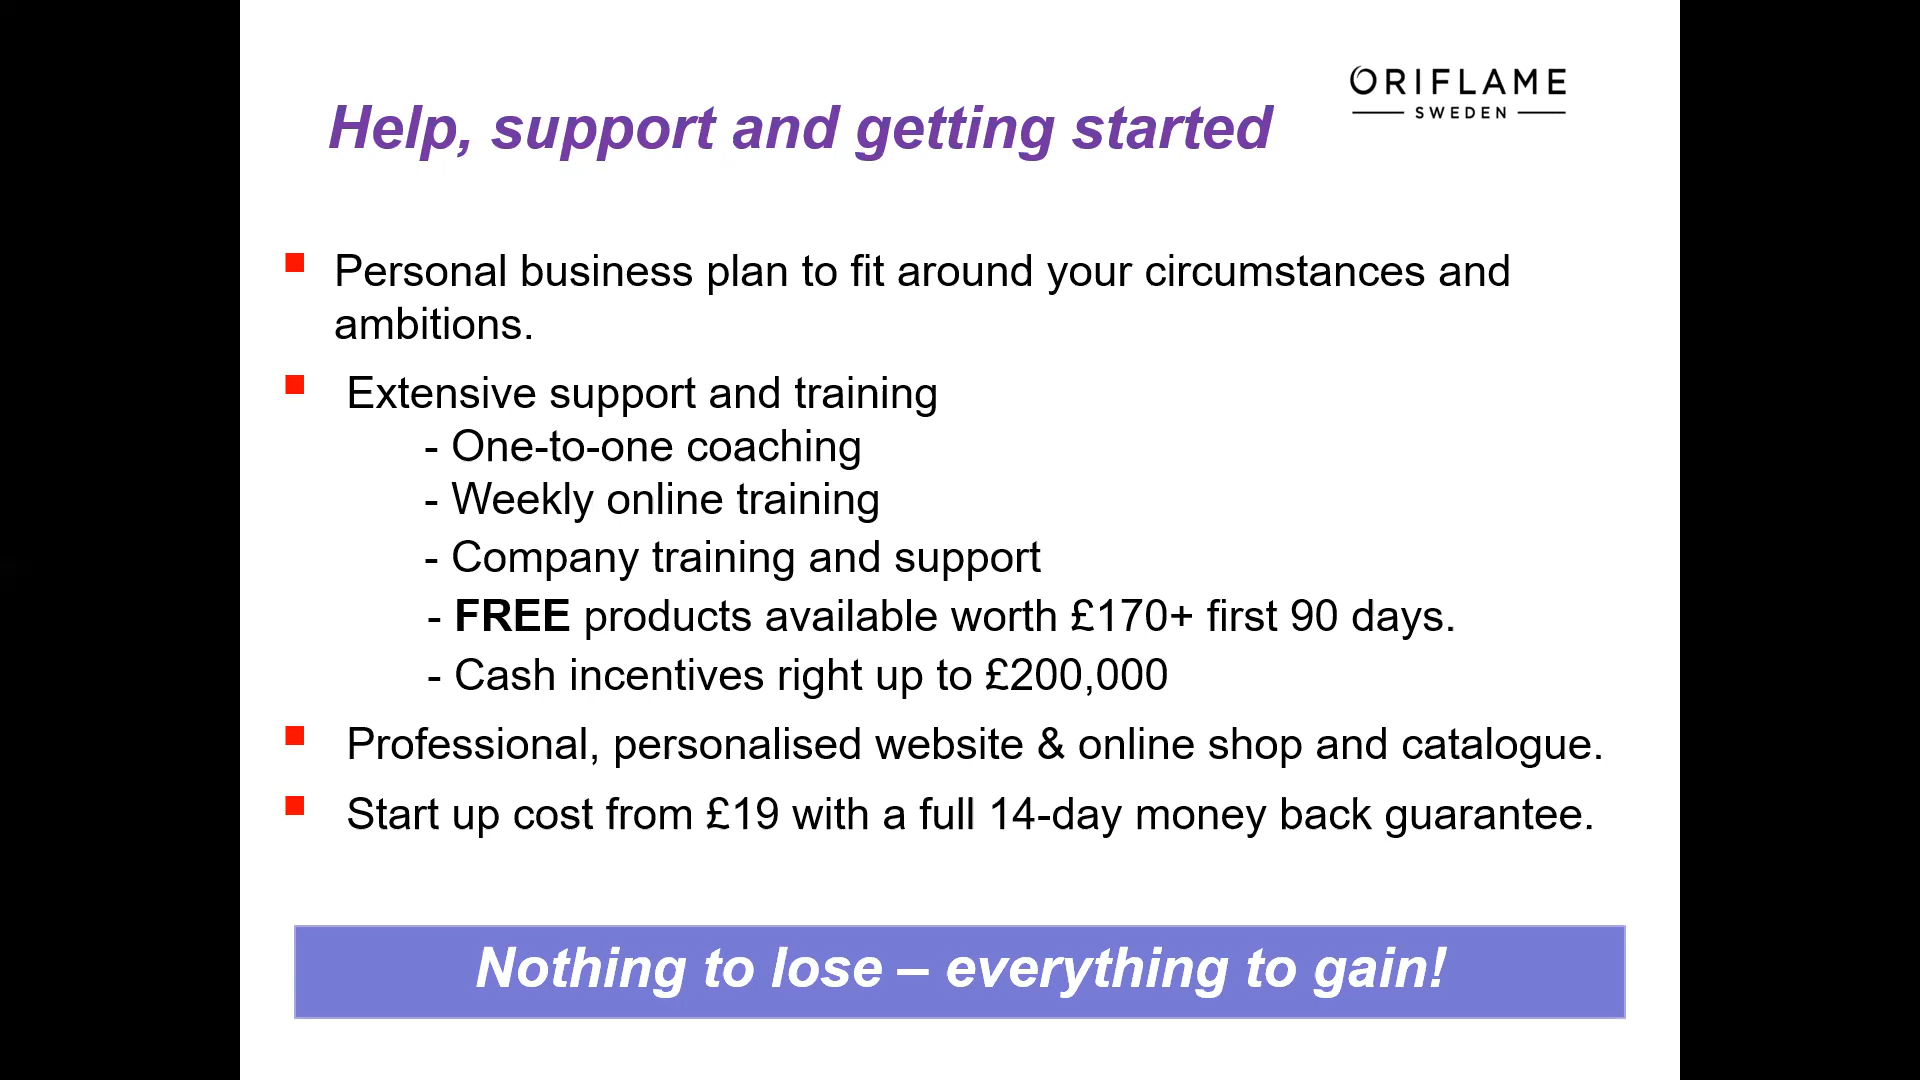 ORIFLAME
SWEDEN
Help, support and getting started
Personal business plan to fit around your circumstances and
ambitions.
Extensive support and training
- One-to-one coaching
- Weekly online training
- Company training and support
- FREE products available worth £170+ first 90 days.
- Cash incentives right up to £200,000
Professional, personalised website & online shop and catalogue.
Start up cost from £19 with a full 14-day money back guarantee.
Nothing to lose – everything to gain!